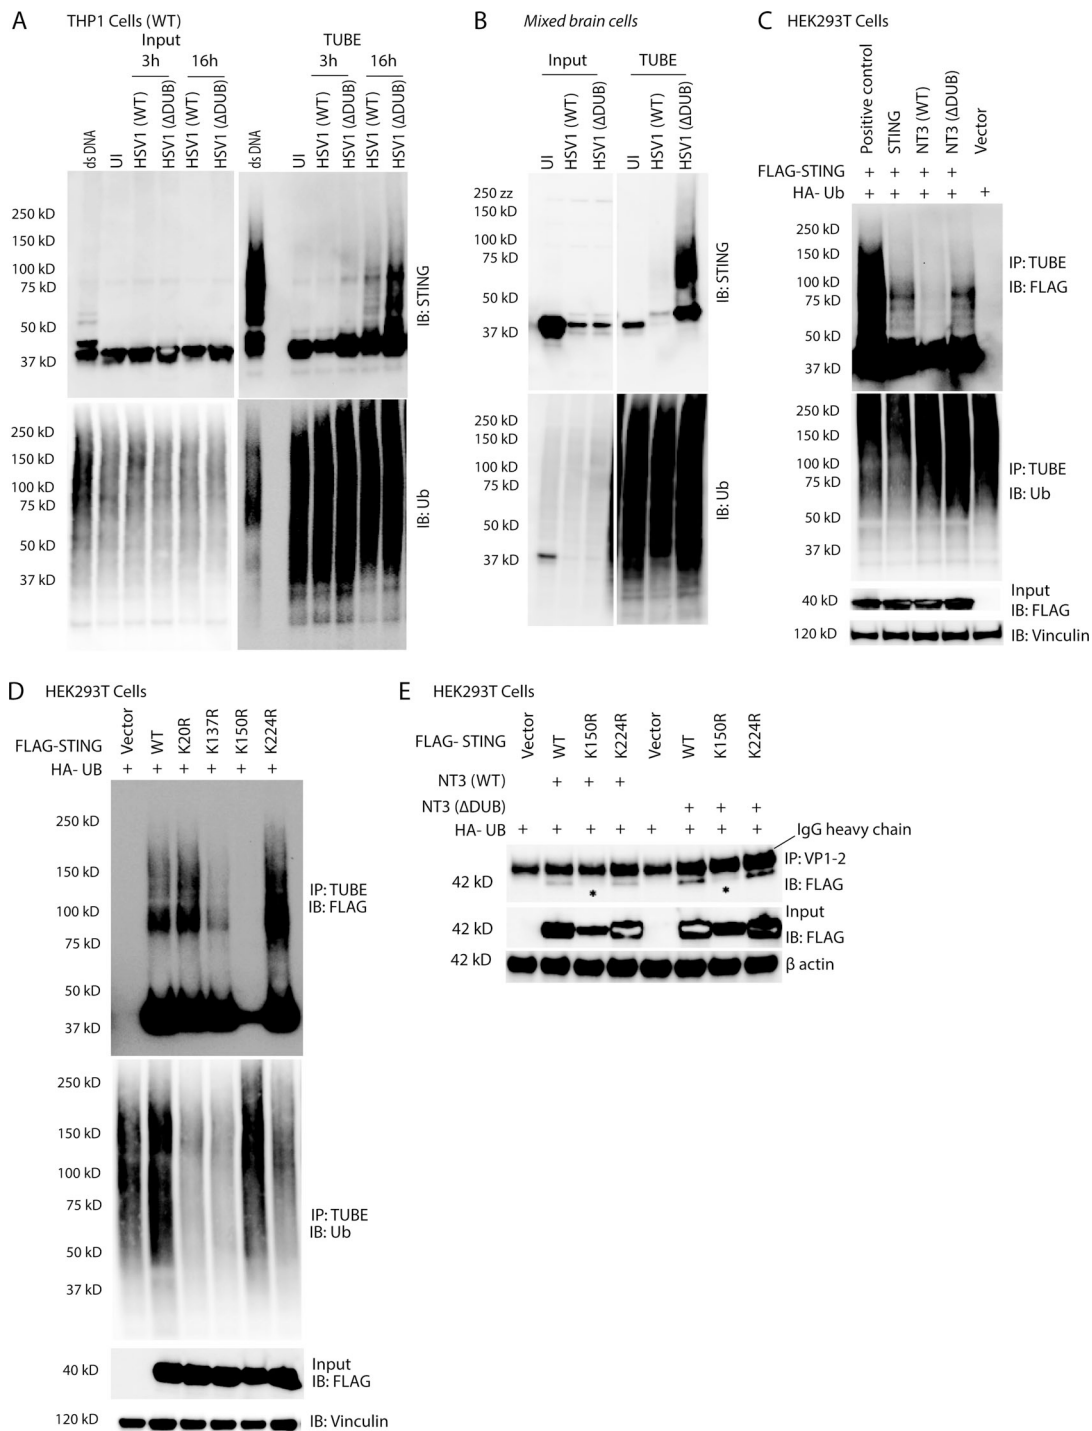 A THP1 Cells (WT)
Input TUBE
3h 16h 3h 16h
ds DNA UI HSV1 (WT) HSV1 (ΔDUB) HSV1 (WT) HSV1 (ΔDUB) ds DNA UI HSV1 (WT) HSV1 (ΔDUB) HSV1 (WT) HSV1 (ΔDUB)
250 kD
150 kD
100 kD
75 kD
50 kD
37 kD
IB: STING
250 kD
150 kD
100 kD
75 kD
50 kD
37 kD
IB: Ub
B Mixed brain cells
Input TUBE
UI HSV1 (WT) HSV1 (ΔDUB) UI HSV1 (WT) HSV1 (ΔDUB)
250 zz
150 kD
100 kD
75 kD
50 kD
37 kD
IB: STING
250 kD
150 kD
100 kD
75 kD
50 kD
37 kD
IB: Ub
C HEK293T Cells
Positive control STING NT3 (WT) NT3 (ΔDUB) Vector
FLAG-STING + + + +
HA- Ub + + + + +
250 kD
150 kD
100 kD
75 kD
50 kD
37 kD
IP: TUBE
IB: FLAG
250 kD
150 kD
100 kD
75 kD
50 kD
37 kD
IP: TUBE
IB: Ub
40 kD
Input
IB: FLAG
120 kD IB: Vinculin
D HEK293T Cells
Vector WT K20R K137R K150R K224R
FLAG-STING
HA- UB + + + + + +
250 kD
150 kD
100 kD
75 kD
50 kD
37 kD
IP: TUBE
IB: FLAG
250 kD
150 kD
100 kD
75 kD
50 kD
37 kD
IP: TUBE
IB: Ub
40 kD
Input
IB: FLAG
120 kD IB: Vinculin
E HEK293T Cells
Vector WT K150R K224R Vector WT K150R K224R
FLAG- STING
NT3 (WT) + + +
NT3 (ΔDUB) + + +
HA- UB + + + + + + + +
IgG heavy chain
IP: VP1-2
42 kD IB: FLAG
* *
Input
42 kD IB: FLAG
42 kD β actin